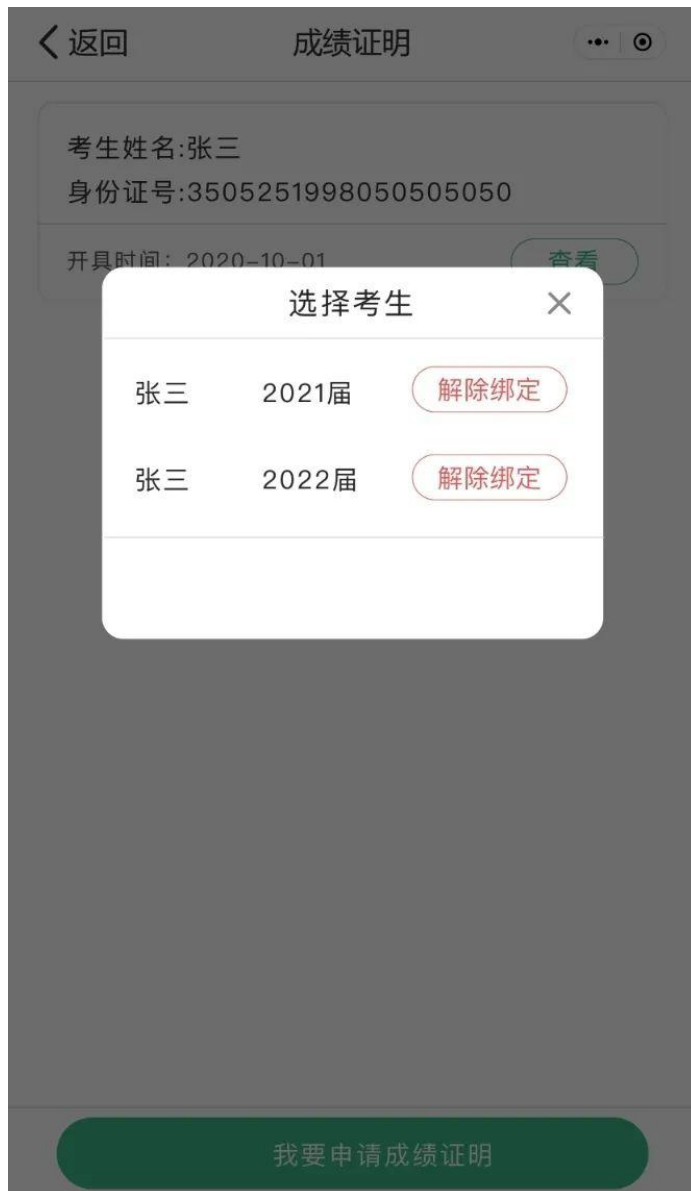 返回 成绩证明
考生姓名:张三
身份证号:350525199805050505050
开具时间：2020-10-01 查看
选择考生
张三 2021届 解除绑定
张三 2022届 解除绑定
我要申请成绩证明